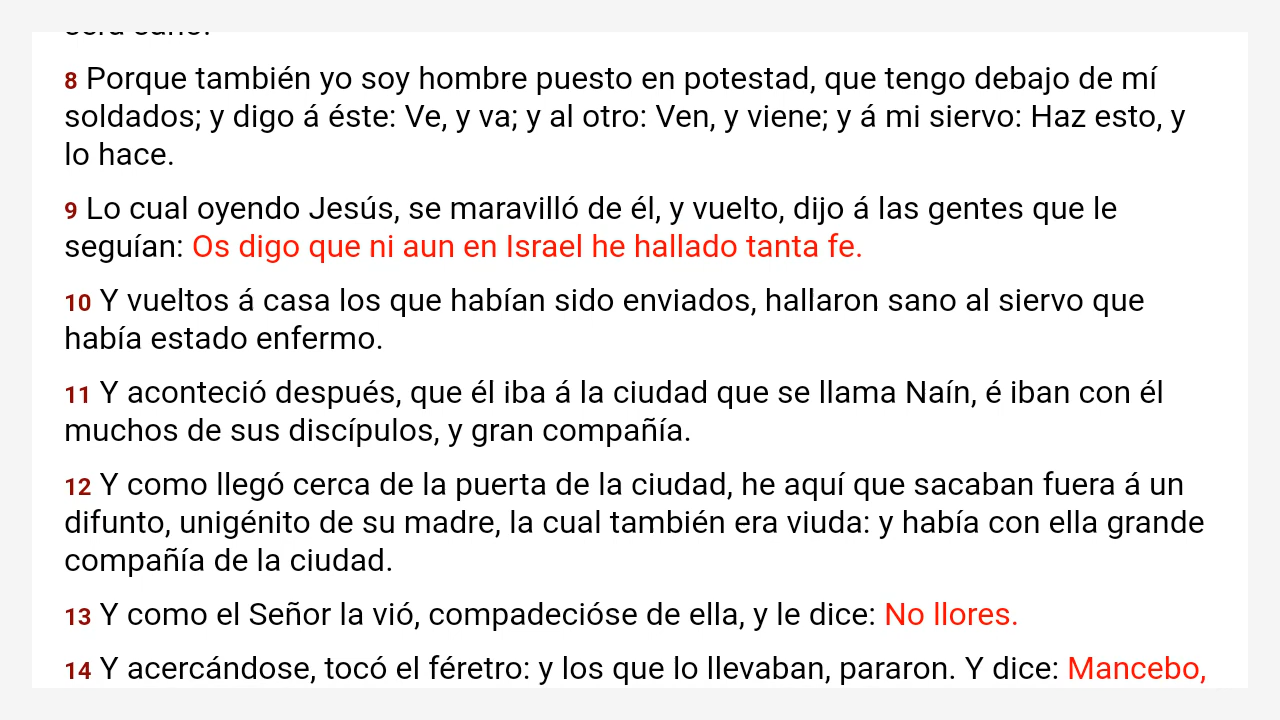 8 Porque también yo soy hombre puesto en potestad, que tengo debajo de mí
soldados; y digo á éste: Ve, y va; y al otro: Ven, y viene; y á mi siervo: Haz esto, y
lo hace.
9 Lo cual oyendo Jesús, se maravilló de él, y vuelto, dijo á las gentes que le
seguían: Os digo que ni aun en Israel he hallado tanta fe.
10 Y vueltos á casa los que habían sido enviados, hallaron sano al siervo que
había estado enfermo.
11 Y aconteció después, que él iba á la ciudad que se llama Naín, é iban con él
muchos de sus discípulos, y gran compañía.
12 Y como llegó cerca de la puerta de la ciudad, he aquí que sacaban fuera á un
difunto, unigénito de su madre, la cual también era viuda: y había con ella grande
compañía de la ciudad.
13 Y como el Señor la vió, compadecióse de ella, y le dice: No llores.
14 Y acercándose, tocó el féretro: y los que lo llevaban, pararon. Y dice: Mancebo,